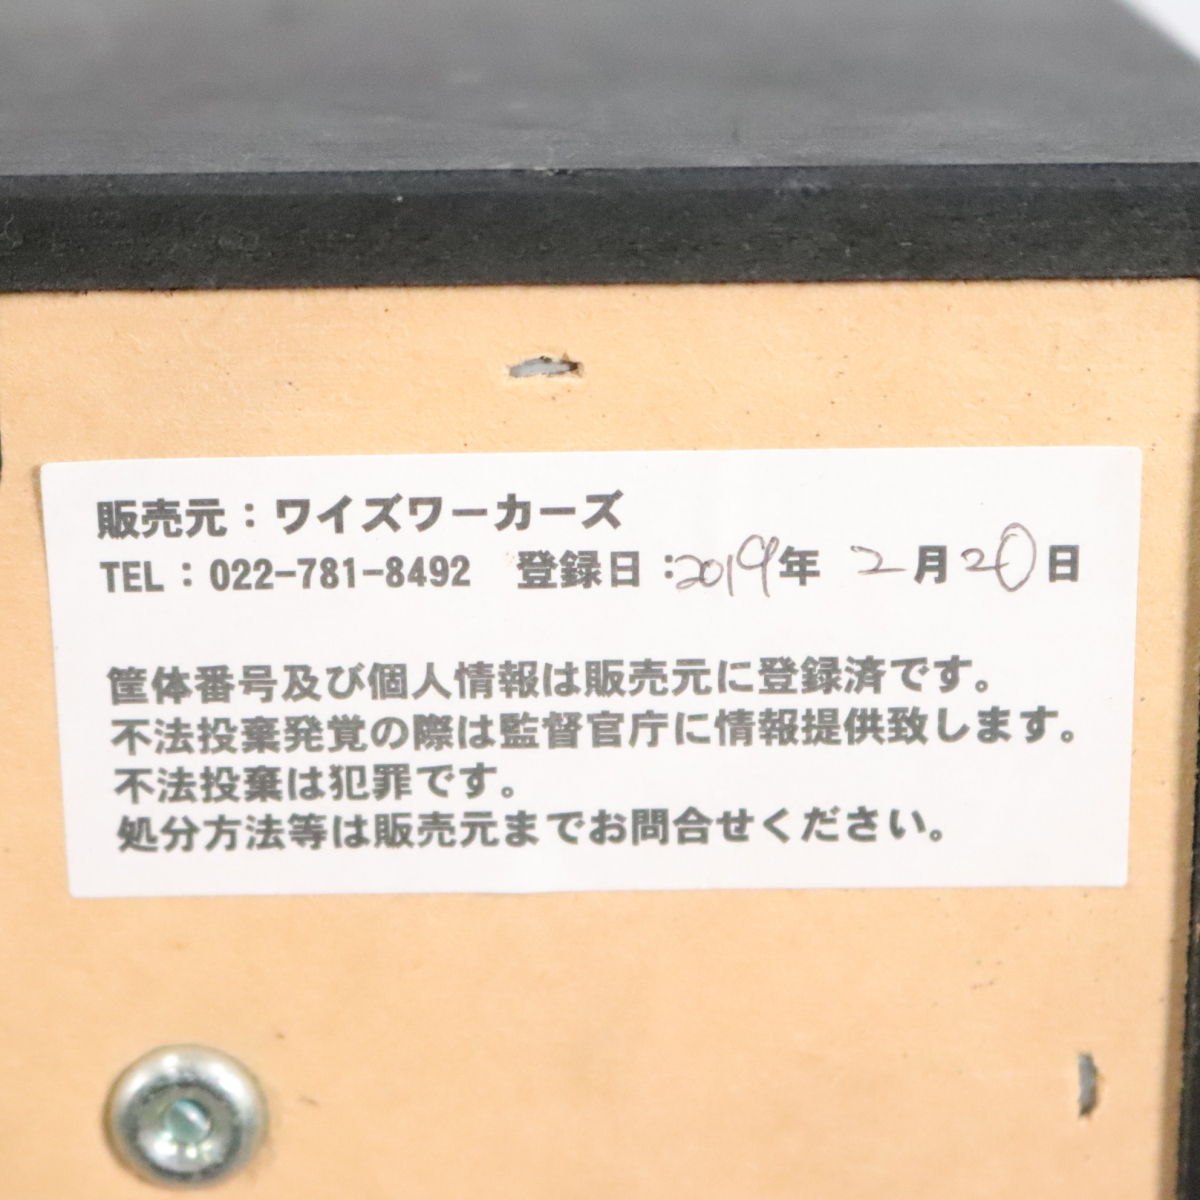 販売元：ワイズワーカーズ
TEL：022-781-8492　登録日：2019年 2月20日
筐体番号及び個人情報は販売元に登録済です。
不法投棄発覚の際は監督官庁に情報提供致します。
不法投棄は犯罪です。
処分方法等は販売元までお問合せください。